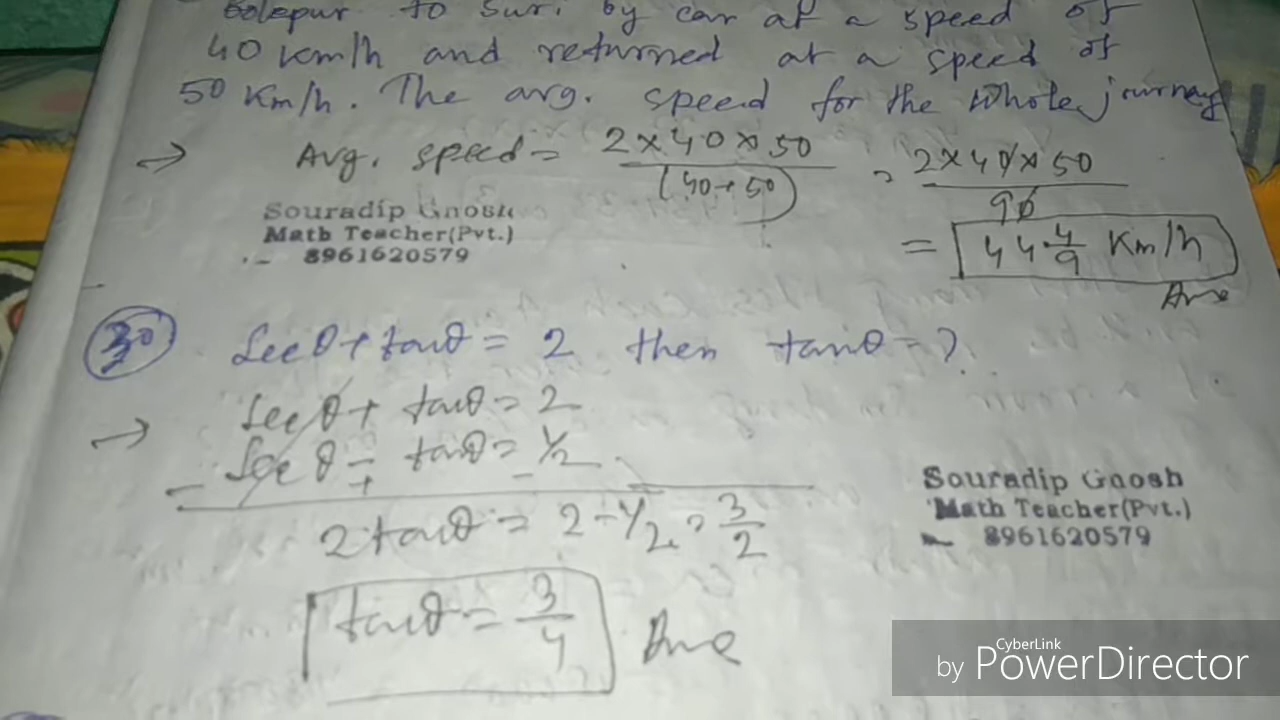 Bolepur to Suri by car at a speed of
40 km/h and returned at a speed of
50 Km/h. The avg. speed for the whole journey
→ Avg. speed = 2×40×50/(40+50) = 2×40×50/90
= 44 4/9 Km/h
Ans
Souradip Ghosh
Math Teacher(Pvt.)
8961620579
30 Secθ + tanθ = 2 then tanθ = ?
→ Secθ + tanθ = 2
Secθ - tanθ = 1/2
2tanθ = 2 - 1/2 = 3/2
tanθ = 3/4 Ans
Souradip Ghosh
Math Teacher(Pvt.)
8961620579
CyberLink
by PowerDirector